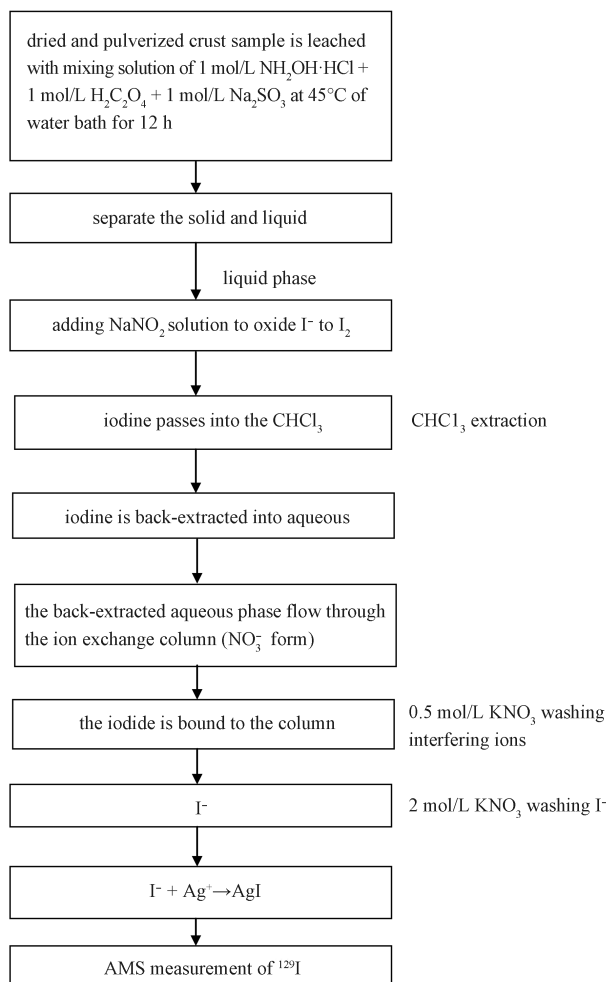 dried and pulverized crust sample is leached
with mixing solution of 1 mol/L NH₂OH·HCl +
1 mol/L H₂C₂O₄ + 1 mol/L Na₂SO₃ at 45°C of
water bath for 12 h
separate the solid and liquid
liquid phase
adding NaNO₂ solution to oxide I⁻ to I₂
iodine passes into the CHCl₃
CHC1₃ extraction
iodine is back-extracted into aqueous
the back-extracted aqueous phase flow through
the ion exchange column (NO₃⁻ form)
the iodide is bound to the column
0.5 mol/L KNO₃ washing
interfering ions
I⁻
2 mol/L KNO₃ washing I⁻
I⁻ + Ag⁺→AgI
AMS measurement of ¹²⁹I